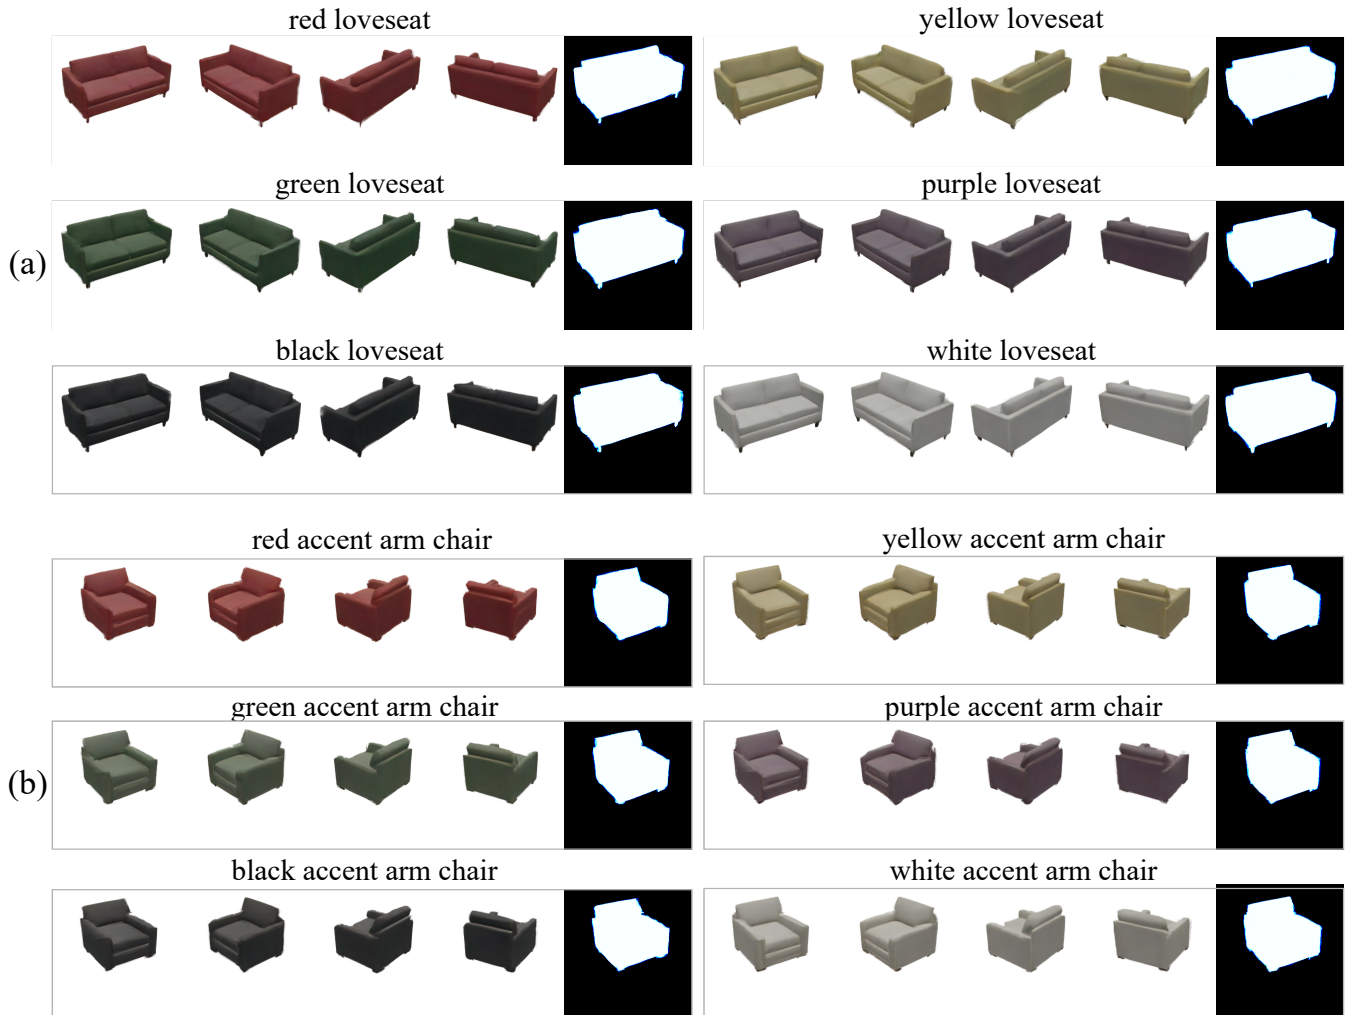 red loveseat
yellow loveseat
green loveseat
purple loveseat
(a)
black loveseat
white loveseat
red accent arm chair
yellow accent arm chair
green accent arm chair
purple accent arm chair
(b)
black accent arm chair
white accent arm chair